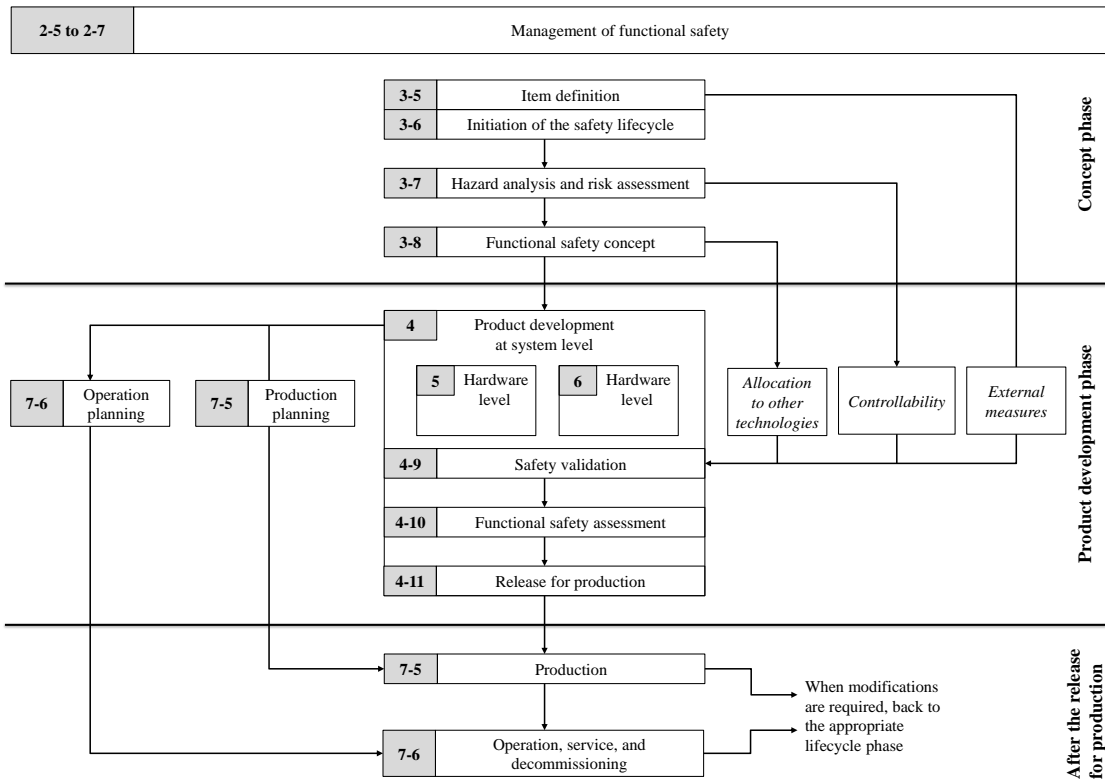 2-5 to 2-7
Management of functional safety
3-5
Item definition
3-6
Initiation of the safety lifecycle
3-7
Hazard analysis and risk assessment
3-8
Functional safety concept
Concept phase
4
Product development
at system level
5
Hardware
level
6
Hardware
level
7-6
Operation
planning
7-5
Production
planning
Allocation
to other
technologies
Controllability
External
measures
4-9
Safety validation
4-10
Functional safety assessment
4-11
Release for production
Product development phase
7-5
Production
7-6
Operation, service, and
decommissioning
When modifications
are required, back to
the appropriate
lifecycle phase
After the release
for production